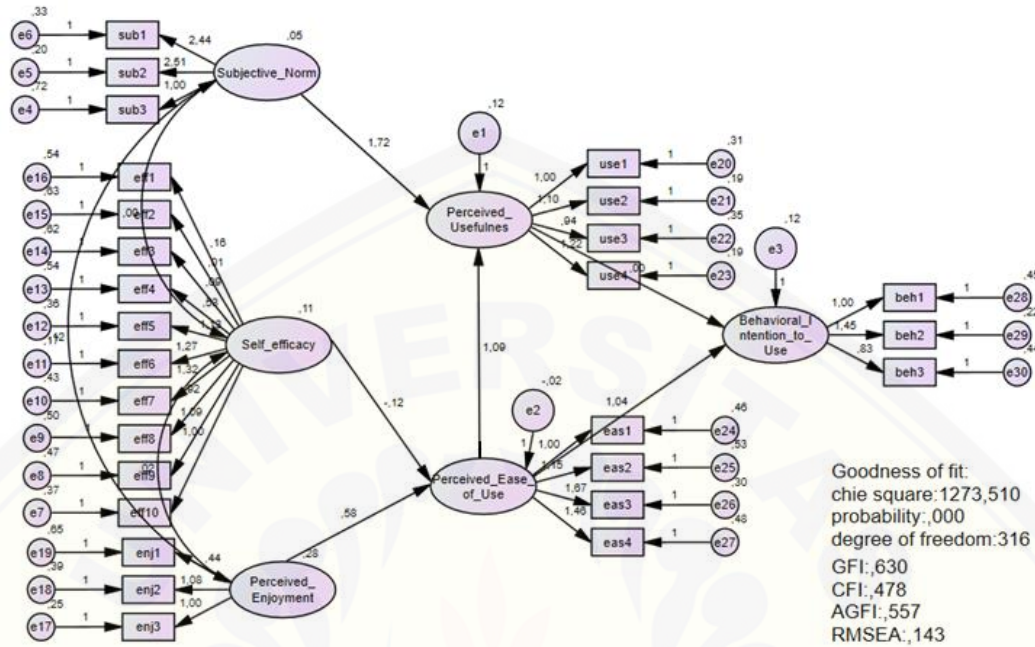 ,33
e6
1
sub1
2,44
,05
,20
e5
1
sub2
2,51
Subjective_Norm
,72
e4
1
sub3
1,00
,12
e1
1,72
1
,54
e16
1
eff1
,63
e15
1
eff2
,00
,62
e14
1
eff3
,16
,54
e13
1
eff4
,36
e12
1
eff5
e11
1
eff6
1,27
,11
Self_efficacy
,43
e10
1
eff7
1,32
,50
e9
1
eff8
1,09
,47
e8
1
eff9
1,00
,37
e7
1
eff10
,02
,65
e19
1
enj1
,44
,39
e18
1
enj2
1,08
,25
e17
1
enj3
1,00
,28
Perceived_
Enjoyment
-,12
,58
Perceived_
Usefulnes
1,00
use1
1
,31
e20
1,10
use2
1
,19
e21
,94
use3
1
,35
e22
1,22
use4
1
,19
e23
,00
,12
e3
1
1,09
Behavioral_I
ntention_to_
Use
1,00
beh1
1
e28
1,45
beh2
1
e29
,83
beh3
1
e30
-,02
e2
1
1,04
Perceived_Ease_
of_Use
1,00
eas1
1
,46
e24
eas2
1
,53
e25
1,67
eas3
1
,30
e26
1,46
eas4
1
,48
e27
Goodness of fit:
chie square:1273,510
probability:,000
degree of freedom:316
GFI:,630
CFI:,478
AGFI:,557
RMSEA:,143